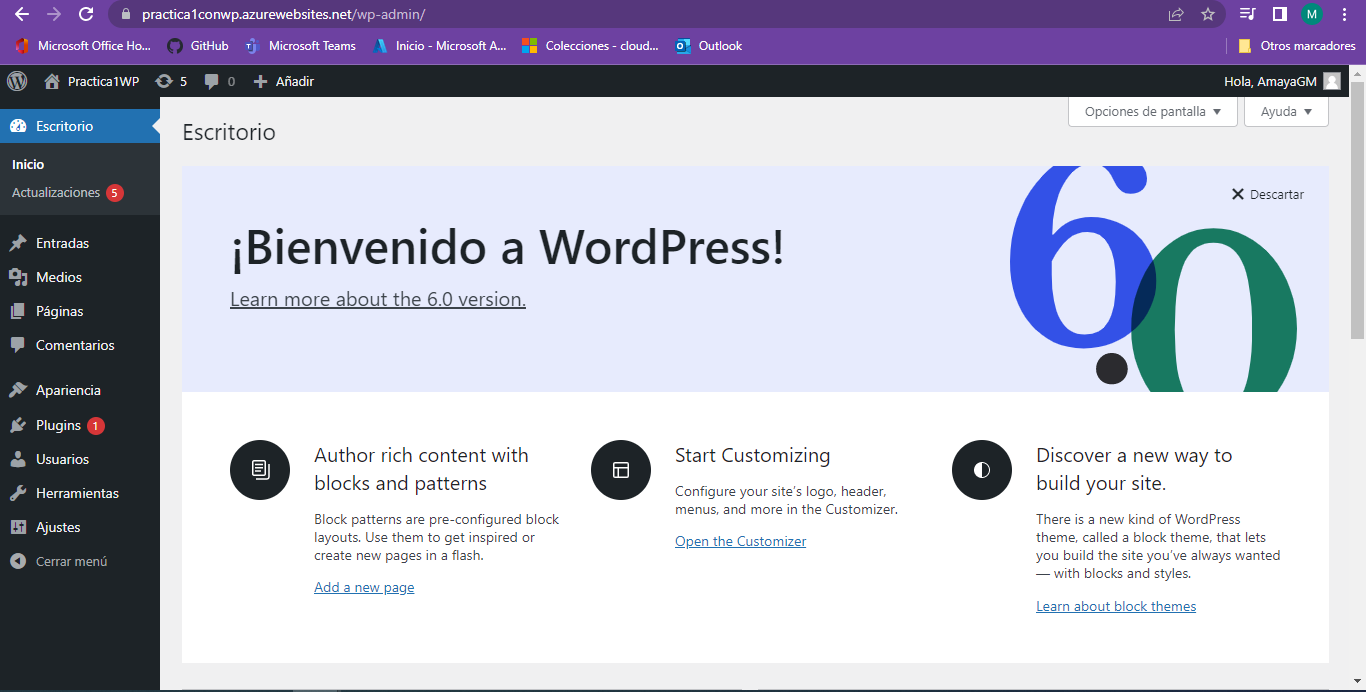 practica1conwp.azurewebsites.net/wp-admin/
M
Microsoft Office Ho...
GitHub
Microsoft Teams
Inicio - Microsoft A...
Colecciones - cloud...
Outlook
Otros marcadores
Practica1WP
5
0
Añadir
Hola, AmayaGM
Escritorio
Inicio
Actualizaciones 5
Entradas
Medios
Páginas
Comentarios
Apariencia
Plugins 1
Usuarios
Herramientas
Ajustes
Cerrar menú
Escritorio
Opciones de pantalla
Ayuda
Descartar
¡Bienvenido a WordPress!
Learn more about the 6.0 version.
6.0
Author rich content with
blocks and patterns
Block patterns are pre-configured block
layouts. Use them to get inspired or
create new pages in a flash.
Add a new page
Start Customizing
Configure your site’s logo, header,
menus, and more in the Customizer.
Open the Customizer
Discover a new way to
build your site.
There is a new kind of WordPress
theme, called a block theme, that lets
you build the site you’ve always wanted
— with blocks and styles.
Learn about block themes